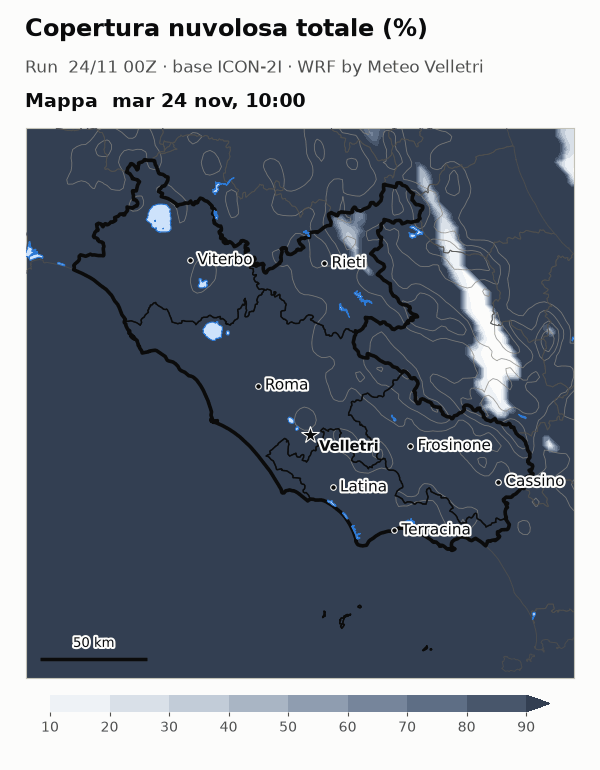 Copertura nuvolosa totale (%)
Run  24/11 00Z · base ICON-2I · WRF by Meteo Velletri
Mappa  mar 24 nov, 10:00
Viterbo
Rieti
Roma
Velletri
Frosinone
Latina
Cassino
Terracina
50 km
10 20 30 40 50 60 70 80 90